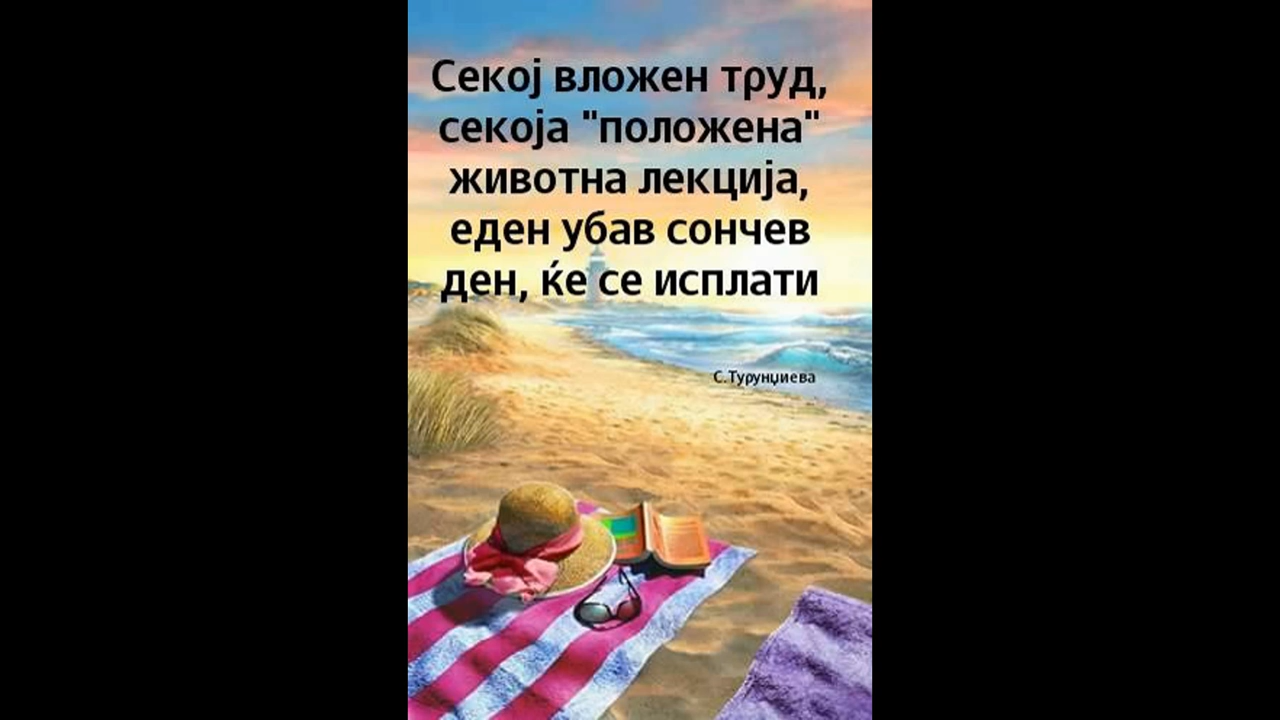 Секој вложен труд,
секоја "положена"
животна лекција,
еден убав сончев
ден, ќе се исплати
С.Турунџиева